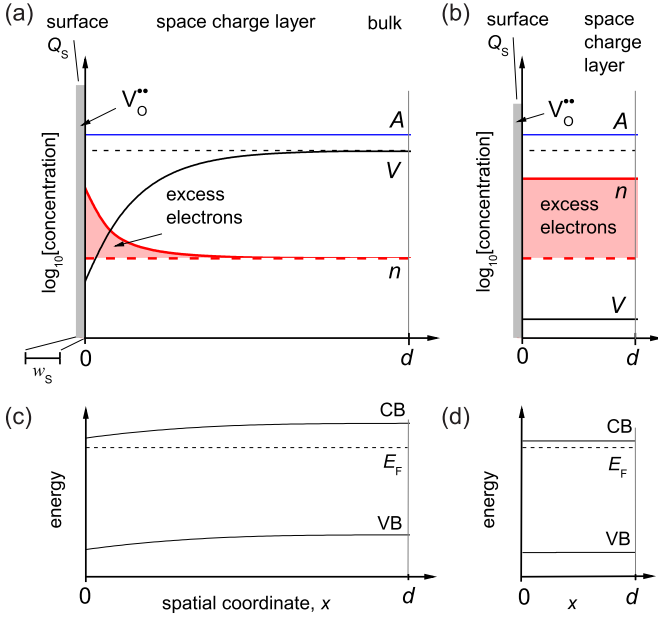 (a)
surface
Q_S
space charge layer
bulk
V_O^••
A
V
excess
electrons
n
log₁₀[concentration]
0
d
w_S
(b)
surface
Q_S
space
charge
layer
V_O^••
A
n
excess
electrons
V
log₁₀[concentration]
0
d
(c)
CB
E_F
VB
energy
0
spatial coordinate, x
d
(d)
CB
E_F
VB
energy
0
x
d